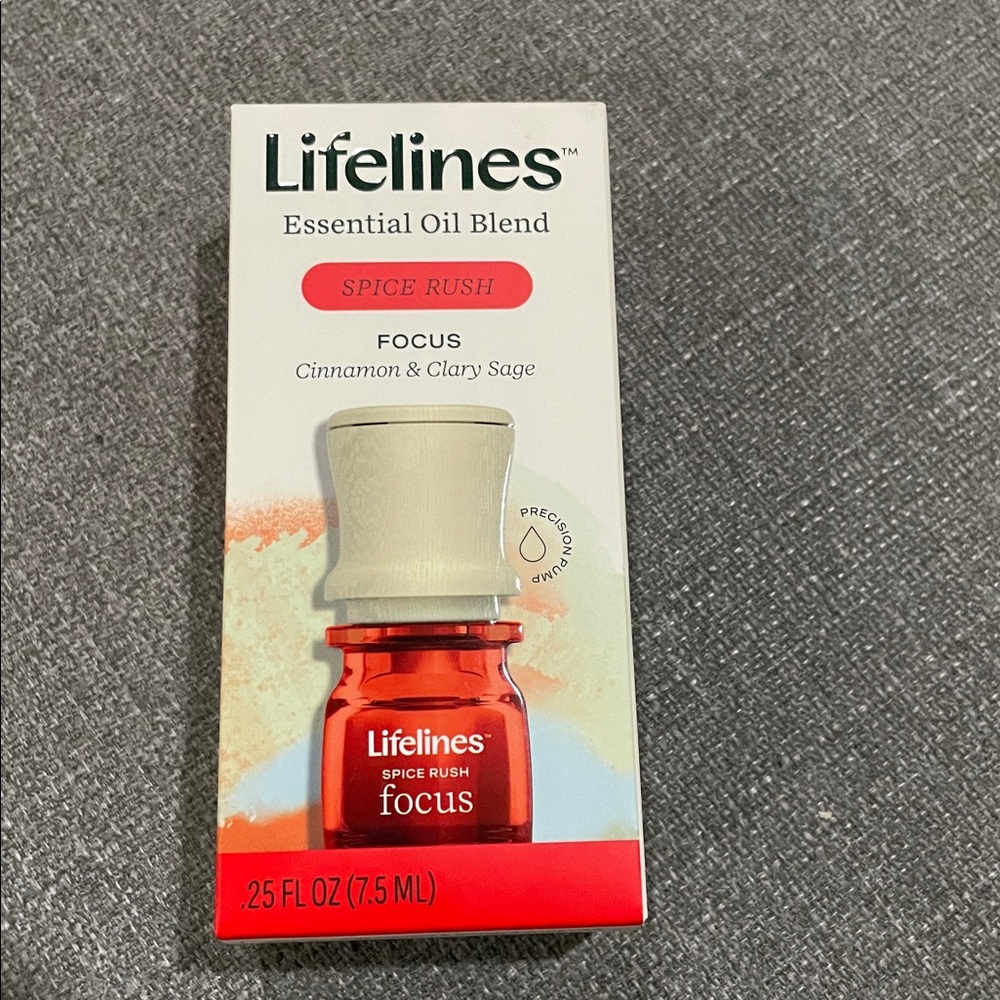 Lifelines™
Essential Oil Blend
SPICE RUSH
FOCUS
Cinnamon & Clary Sage
PRECISION PUMP
Lifelines™
SPICE RUSH
focus
.25 FL OZ (7.5 ML)